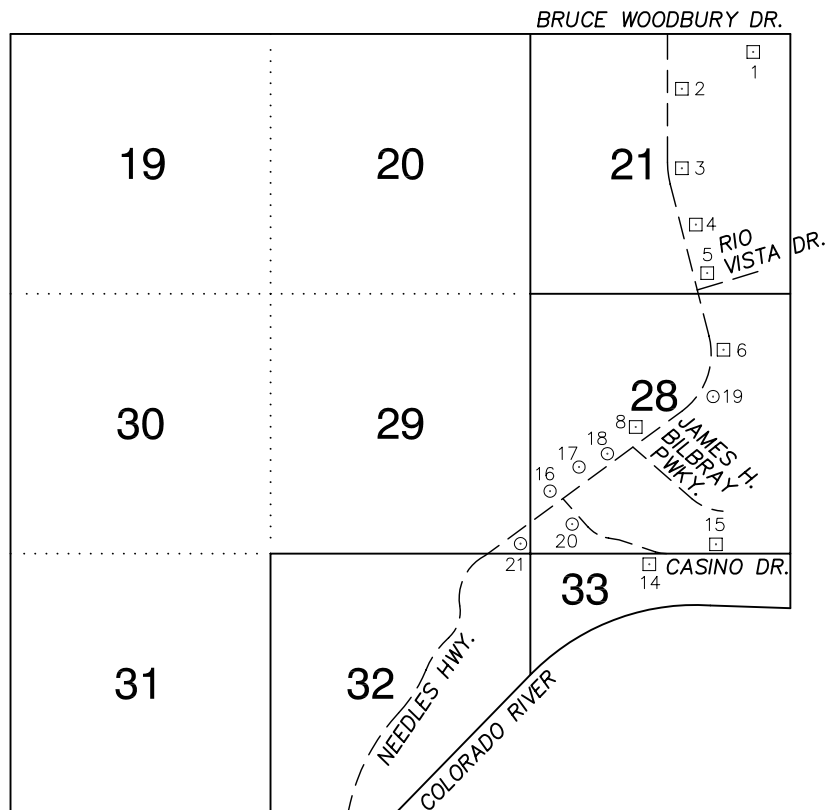 BRUCE WOODBURY DR.
1
2
19
20
21
3
4
RIO
VISTA DR.
5
6
28
19
30
29
8
JAMES H.
BILBRAY
PWKY.
18
17
16
15
20
21
14
CASINO DR.
33
31
32
NEEDLES HWY.
COLORADO RIVER